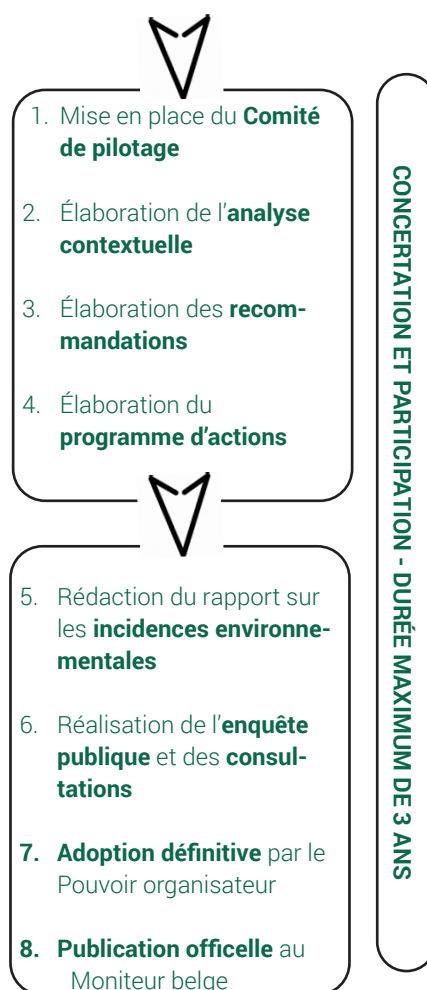 1. Mise en place du Comité
de pilotage
2. Élaboration de l'analyse
contextuelle
3. Élaboration des recom-
mandations
4. Élaboration du
programme d'actions
5. Rédaction du rapport sur
les incidences environne-
mentales
6. Réalisation de l'enquête
publique et des consul-
tations
7. Adoption définitive par le
Pouvoir organisateur
8. Publication officelle au
Moniteur belge
CONCERTATION ET PARTICIPATION - DURÉE MAXIMUM DE 3 ANS